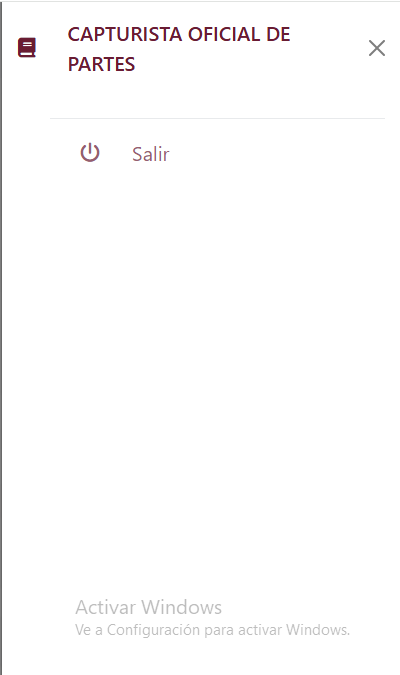 CAPTURISTA OFICIAL DE
PARTES
Salir
Activar Windows
Ve a Configuración para activar Windows.